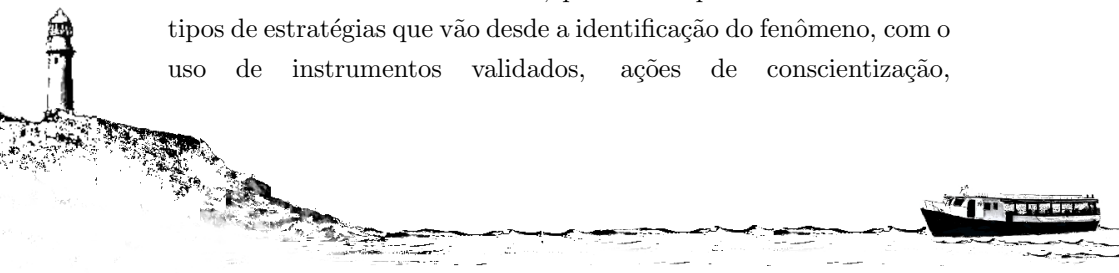 tipos de estratégias que vão desde a identificação do fenômeno, com o
uso de instrumentos validados, ações de conscientização,